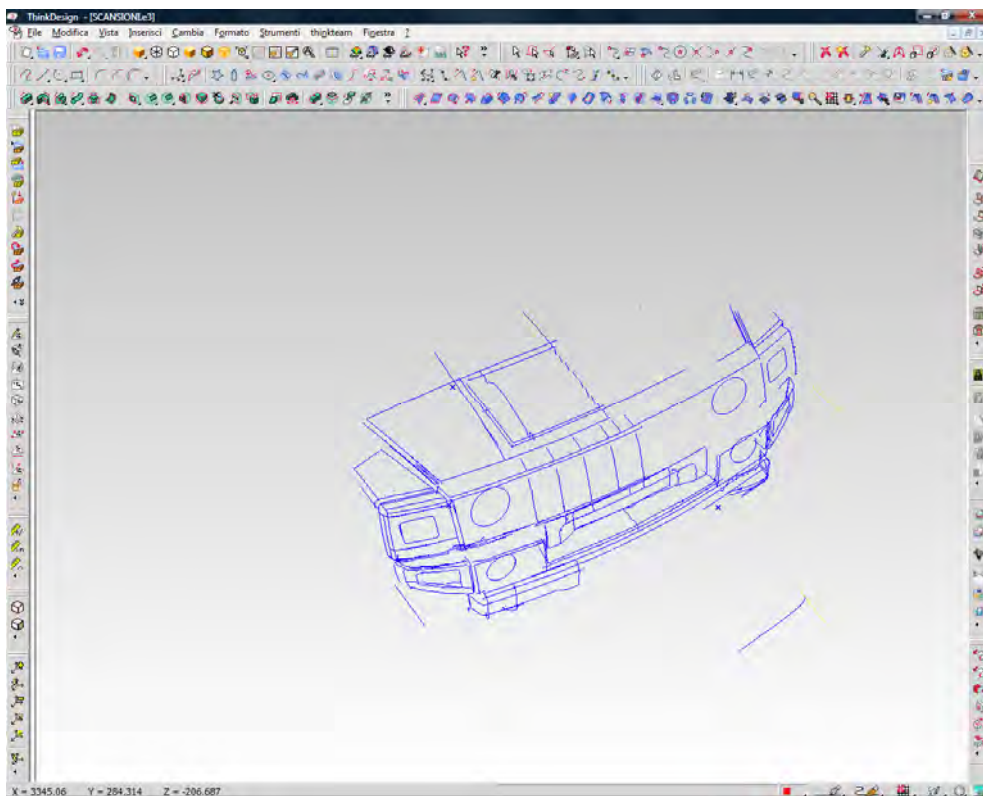 ThinkDesign - [SCANSIONI.e3]
File Modifica Vista Inserisci Cambia Formato Strumenti thinkteam Finestra ?
X = 3345.06 Y = 284.314 Z = -206.687